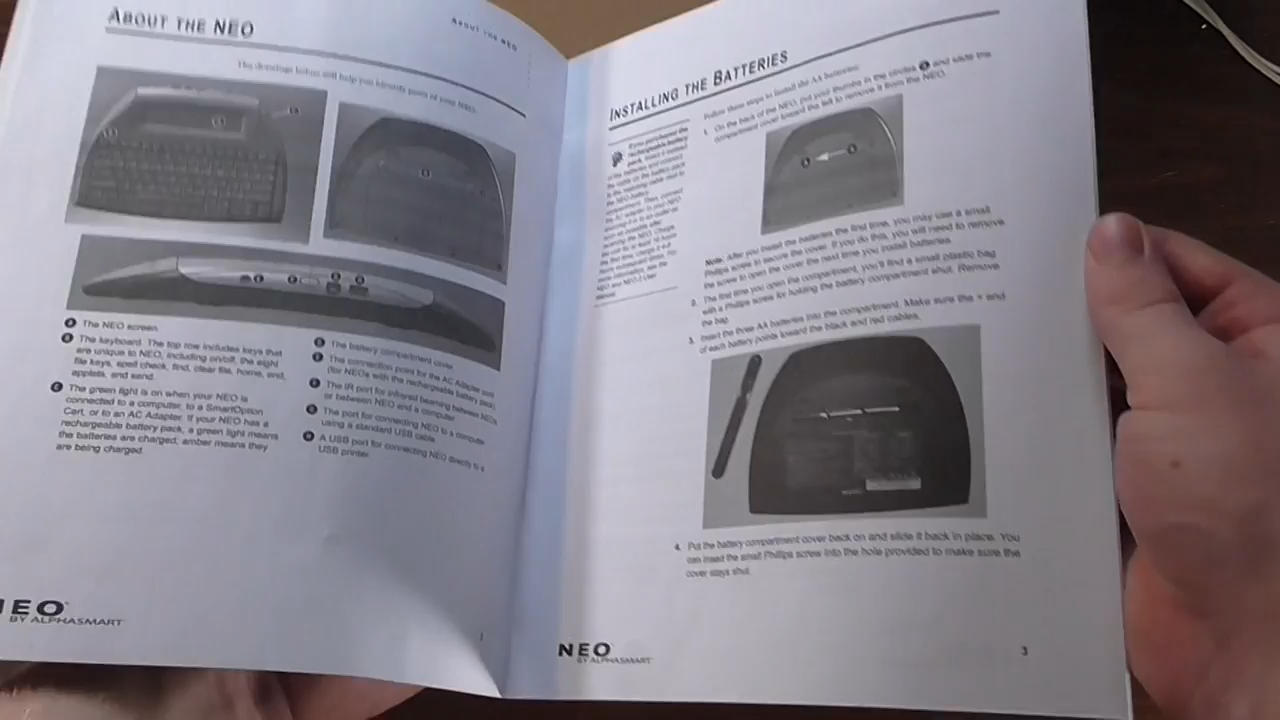 ABOUT THE NEO
ABOUT THE NEO
The drawings below will help you identify parts of your NEO.
The NEO screen.
The keyboard. The top row includes keys that
are unique to NEO, including on/off, the eight
file keys, spell check, find, clear file, home, end,
applets, and send.
The green light is on when your NEO is
connected to a computer, to a SmartOption
Cart, or to an AC Adapter. If your NEO has a
rechargeable battery pack, a green light means
the batteries are charged; amber means they
are being charged.
The battery compartment cover.
The connection point for the AC Adapter
(for NEOs with the rechargeable battery pack).
The IR port for infrared beaming between NEOs
or between NEO and a computer.
The port for connecting NEO to a computer
using a standard USB cable.
A USB port for connecting NEO directly to a
USB printer.
NEO
BY ALPHASMART
INSTALLING THE BATTERIES
Follow these steps to install the AA batteries:
1. On the back of the NEO, put your thumbs in the circles and slide the
compartment cover toward the left to remove it from the NEO.
If you purchased the
rechargeable battery
pack,
Note: After you install the batteries the first time, you may use a small
Phillips screw to secure the cover. If you do this, you will need to remove
the screw to open the cover the next time you install batteries.
2. The first time you open the compartment, you'll find a small plastic bag
with a Phillips screw for holding the battery compartment shut. Remove
the bag.
3. Insert the three AA batteries into the compartment. Make sure the + end
of each battery points toward the black and red cables.
4. Put the battery compartment cover back on and slide it back in place. You
can insert the small Phillips screw into the hole provided to make sure the
cover stays shut.
NEO
BY ALPHASMART
3